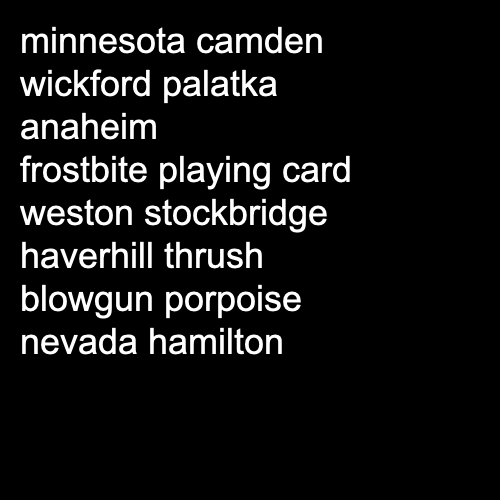 minnesota camden
wickford palatka
anaheim
frostbite playing card
weston stockbridge
haverhill thrush
blowgun porpoise
nevada hamilton